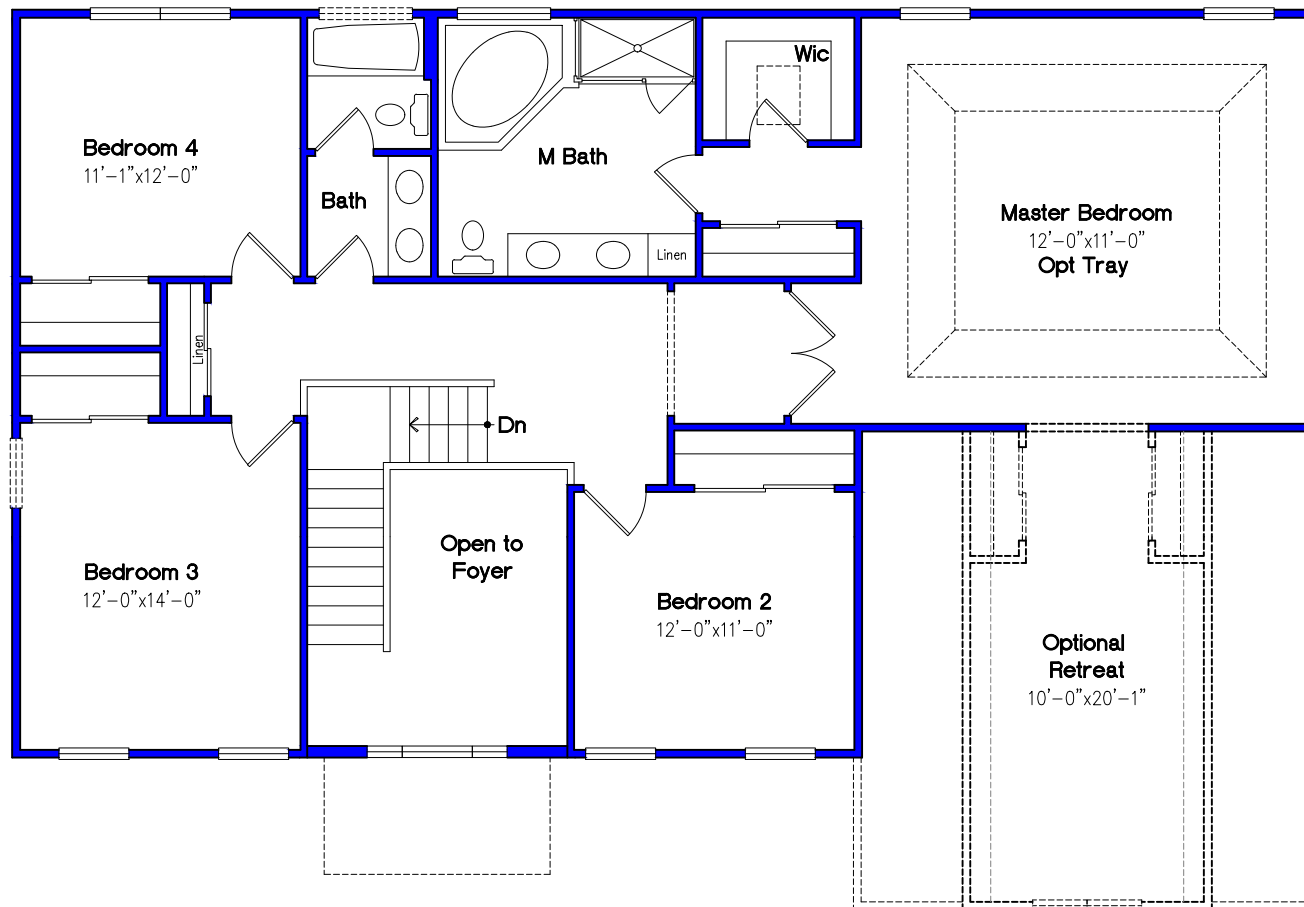 Wic
Bedroom 4
11'-1"x12'-0"
M Bath
Bath
Master Bedroom
12'-0"x11'-0"
Opt Tray
Linen
Linen
Dn
Open to
Foyer
Bedroom 3
12'-0"x14'-0"
Bedroom 2
12'-0"x11'-0"
Optional
Retreat
10'-0"x20'-1"